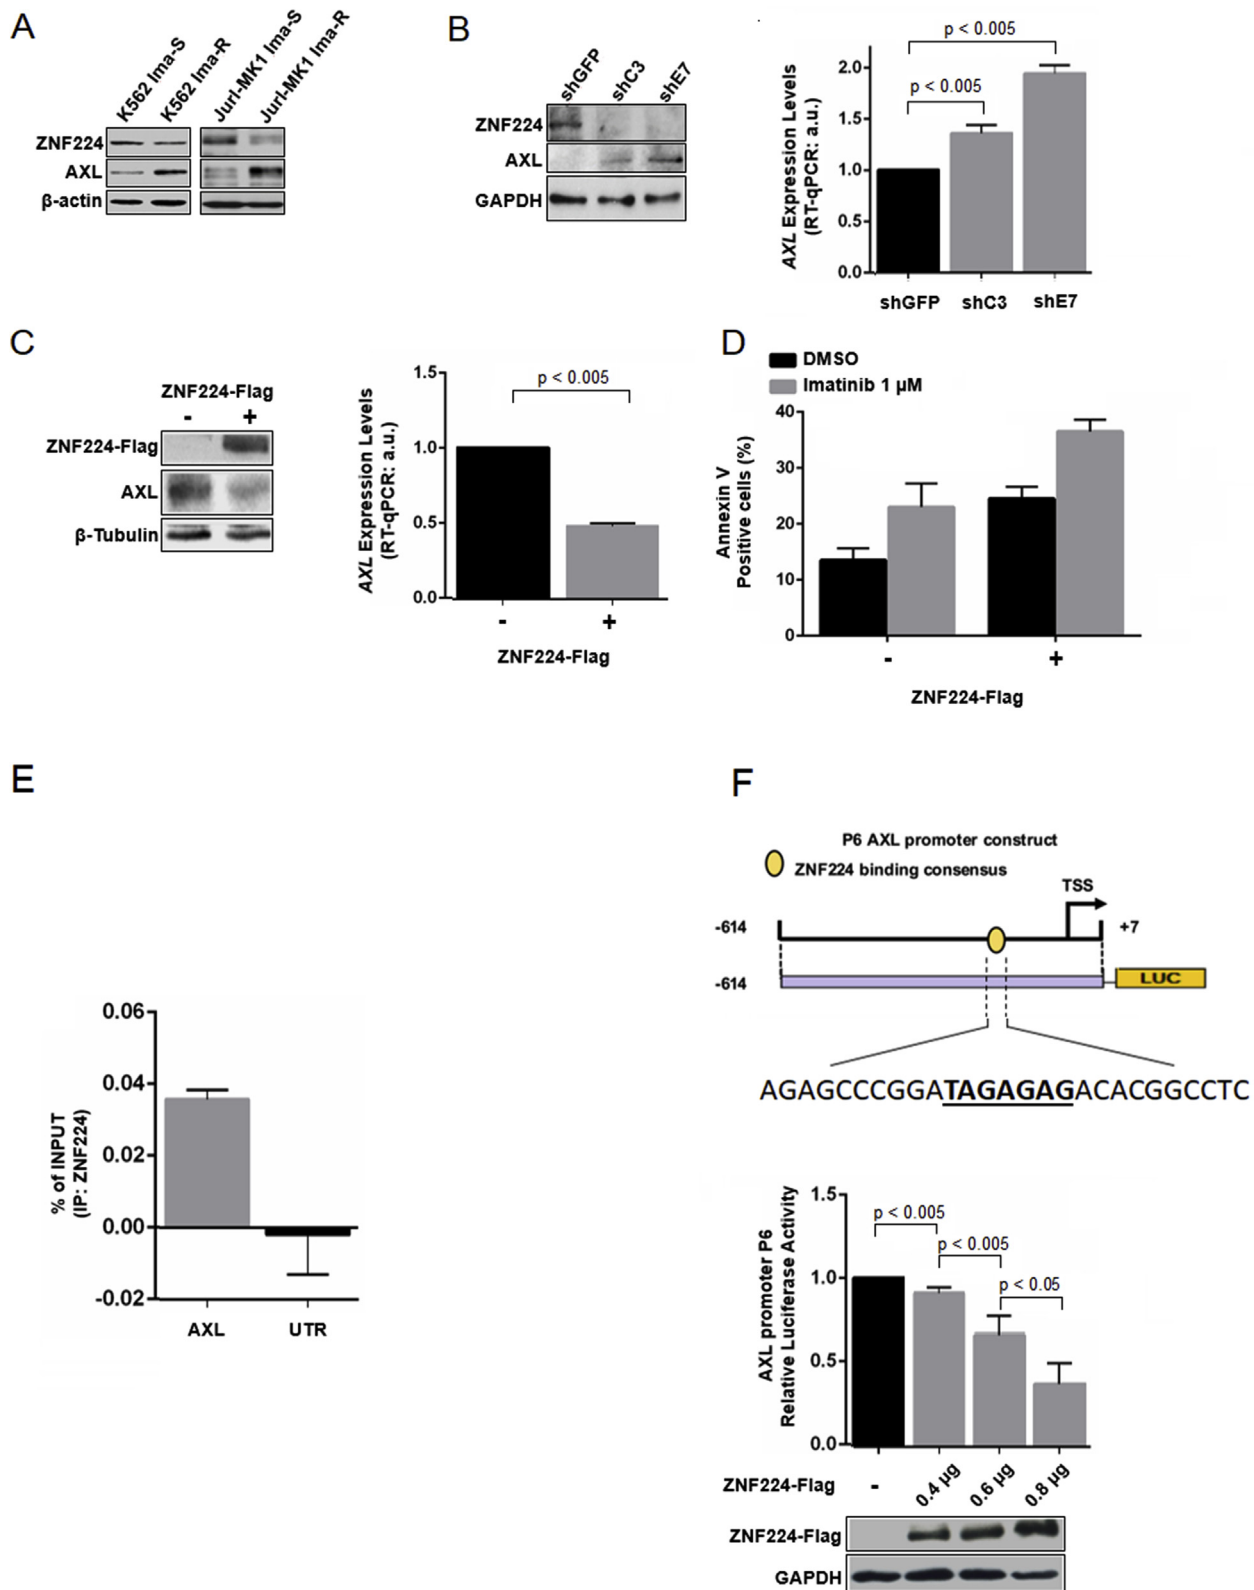 A
K562 Ima-S
K562 Ima-R
Jurl-MK1 Ima-S
Jurl-MK1 Ima-R
ZNF224
AXL
β-actin
B
shGFP
shC3
shE7
ZNF224
AXL
GAPDH
AXL Expression Levels
(RT-qPCR: a.u.)
p < 0.005
p < 0.005
2.0
1.5
1.0
0.5
0.0
shGFP
shC3
shE7
C
ZNF224-Flag
- +
ZNF224-Flag
AXL
β-Tubulin
AXL Expression Levels
(RT-qPCR: a.u.)
p < 0.005
1.5
1.0
0.5
0.0
- +
ZNF224-Flag
D
DMSO
Imatinib 1 µM
Annexin V
Positive cells (%)
40
30
20
10
0
- +
ZNF224-Flag
E
% of INPUT
(IP: ZNF224)
0.06
0.04
0.02
0.00
-0.02
AXL
UTR
F
P6 AXL promoter construct
ZNF224 binding consensus
TSS
-614
+7
-614
LUC
AGAGCCCGGATAGAGAGACACGGCCTC
AXL promoter P6
Relative Luciferase Activity
1.5
1.0
0.5
0.0
p < 0.005
p < 0.005
p < 0.05
ZNF224-Flag - 0.4 µg 0.6 µg 0.8 µg
ZNF224-Flag
GAPDH